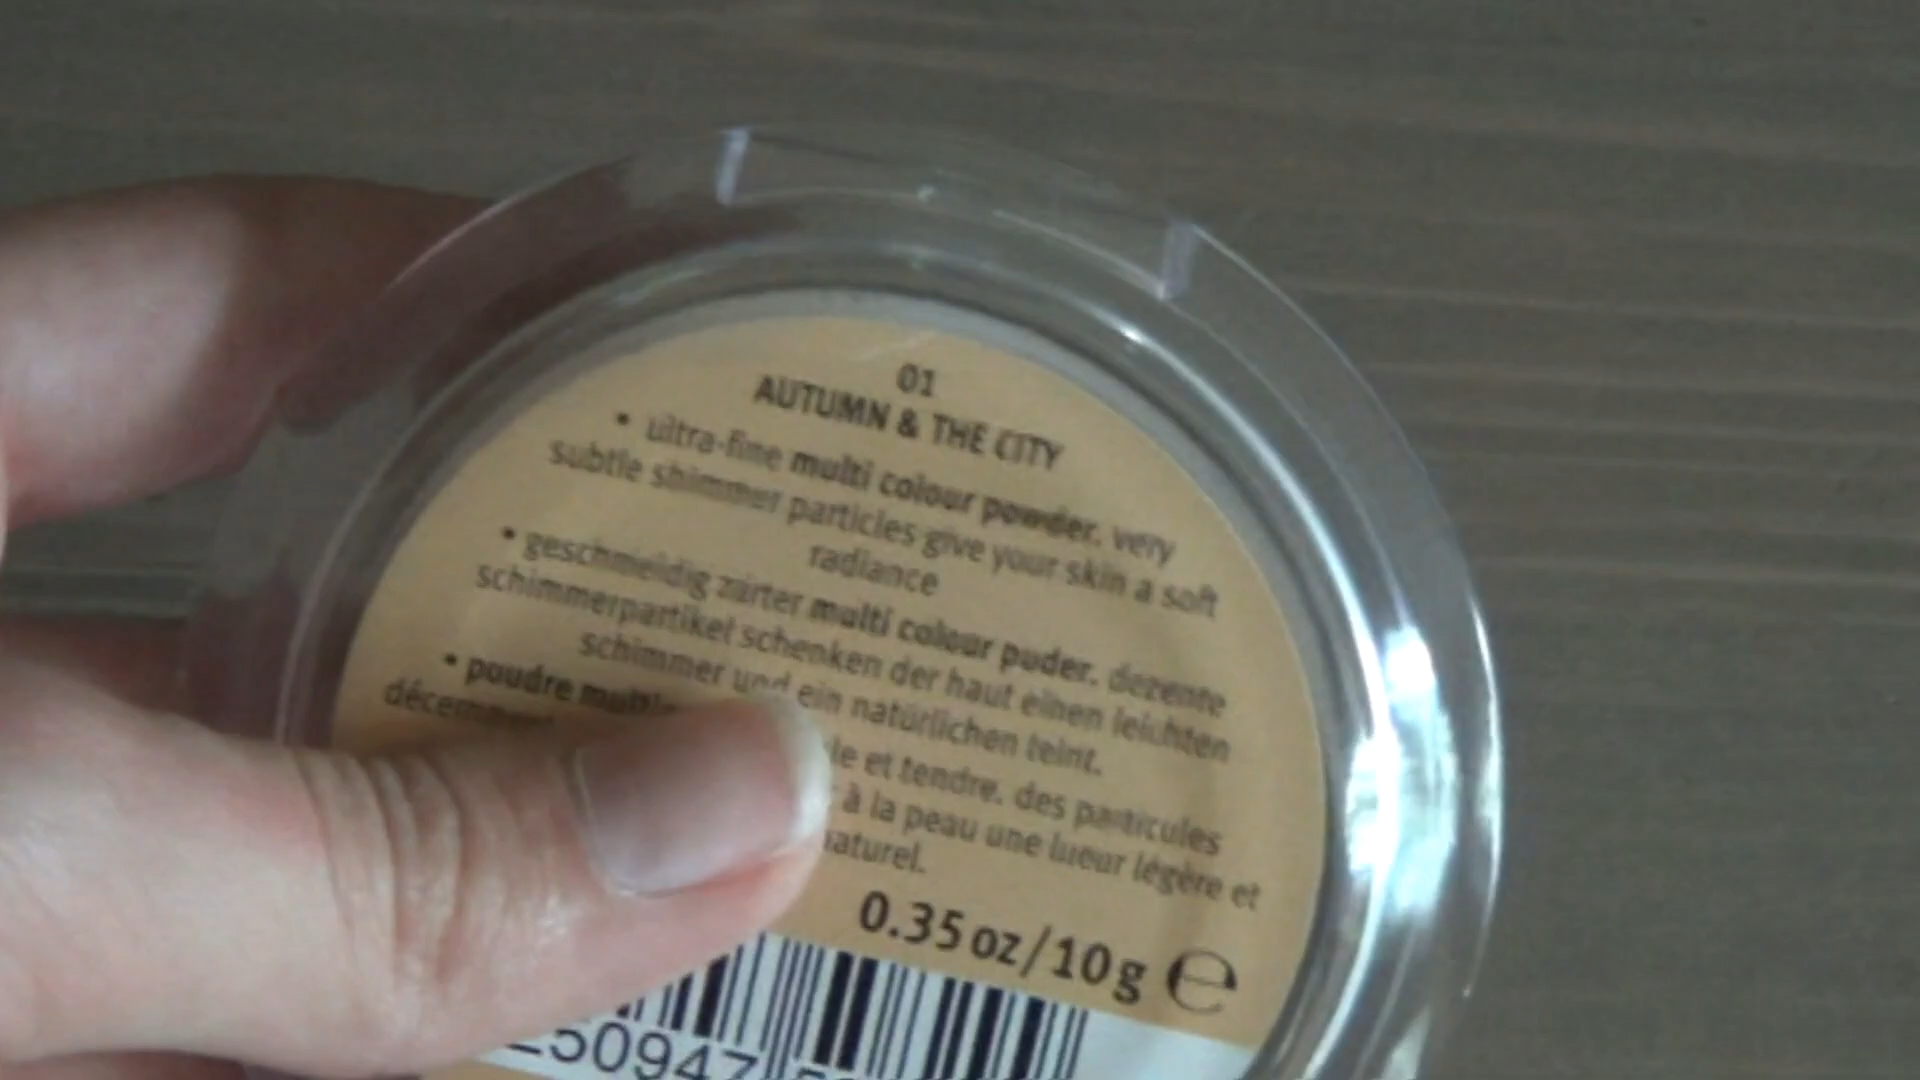 01
AUTUMN & THE CITY
• ultra-fine multi colour powder. very
subtle shimmer particles give your skin a soft
radiance
• geschmeidig zarter multi colour puder. dezente
schimmerpartikel schenken der haut einen leichten
schimmer und ein natürlichen teint.
• poudre le et tendre. des particules
à la peau une lueur légère et
naturel.
0.35 oz/10g ℮
250947